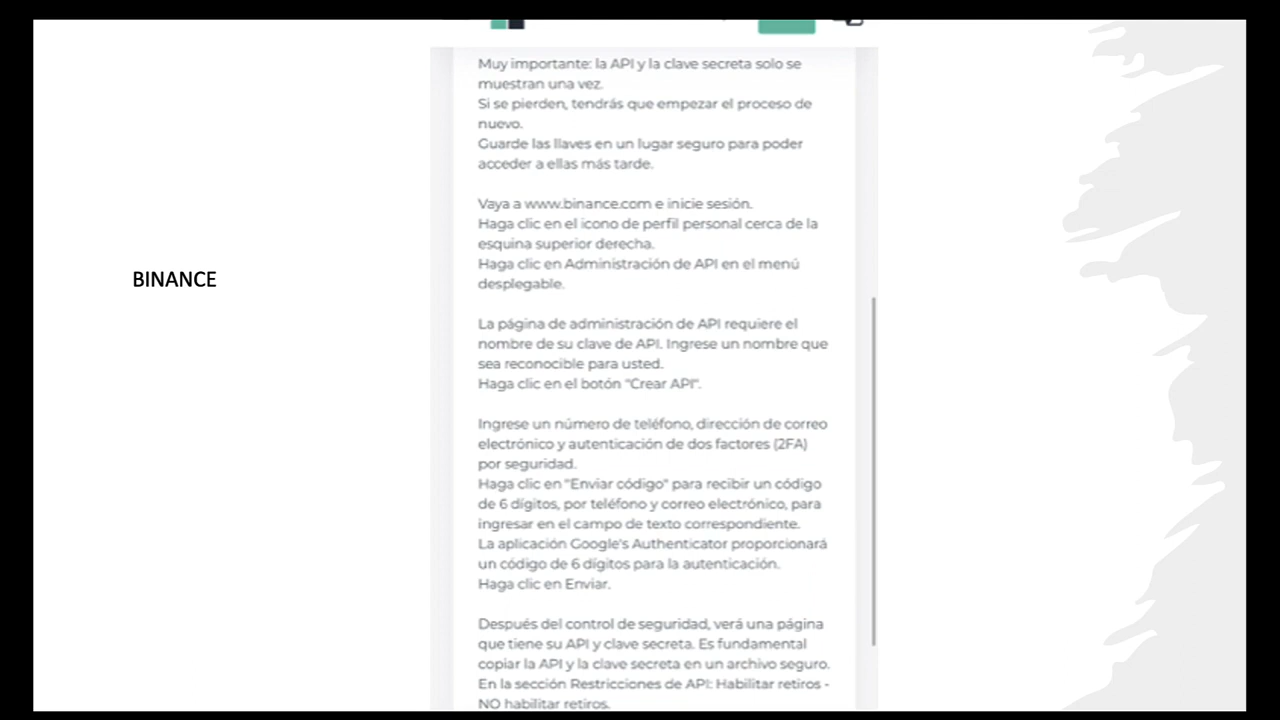 BINANCE
Muy importante: la API y la clave secreta solo se
muestran una vez.
Si se pierden, tendrás que empezar el proceso de
nuevo.
Guarde las llaves en un lugar seguro para poder
acceder a ellas más tarde.
Vaya a www.binance.com e inicie sesión.
Haga clic en el icono de perfil personal cerca de la
esquina superior derecha.
Haga clic en Administración de API en el menú
desplegable.
La página de administración de API requiere el
nombre de su clave de API. Ingrese un nombre que
sea reconocible para usted.
Haga clic en el botón "Crear API".
Ingrese un número de teléfono, dirección de correo
electrónico y autenticación de dos factores (2FA)
por seguridad.
Haga clic en "Enviar código" para recibir un código
de 6 dígitos, por teléfono y correo electrónico, para
ingresar en el campo de texto correspondiente.
La aplicación Google's Authenticator proporcionará
un código de 6 dígitos para la autenticación.
Haga clic en Enviar.
Después del control de seguridad, verá una página
que tiene su API y clave secreta. Es fundamental
copiar la API y la clave secreta en un archivo seguro.
En la sección Restricciones de API: Habilitar retiros -
NO habilitar retiros.